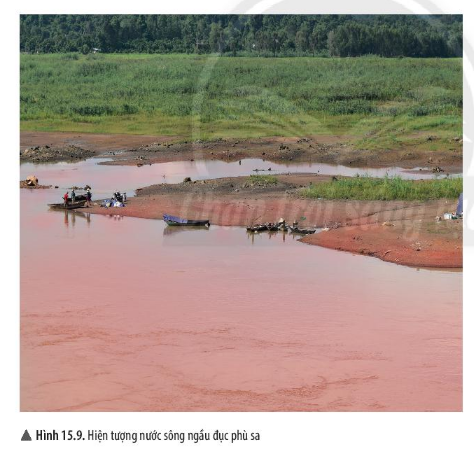 ▲ Hình 15.9. Hiện tượng nước sông ngầu đục phù sa